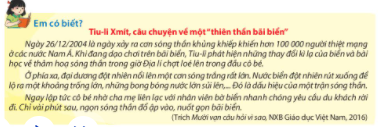 Em có biết?
Tiu-li Xmit, câu chuyện về một "thiên thần bãi biển"
Ngày 26/12/2004 là ngày xảy ra cơn sóng thần khủng khiếp khiến hơn 100 000 người thiệt mạng
ở các nước Nam Á. Khi đang dạo chơi trên bãi biển, Tiu-li phát hiện những thay đổi kì lạ của biển và bài
học về thảm hoạ sóng thần trong giờ Địa lí chợt loé lên trong đầu cô bé.
Ở phía xa, đại dương đột nhiên nổi lên một cơn sóng trắng rất lớn. Nước biển đột nhiên rút xuống để
lộ ra một khoảng trống lớn, những bong bóng nước lớn sủi lên,... Đó là dấu hiệu của một trận sóng thần.
Ngay lập tức cô bé nhờ cha mẹ liên lạc với nhân viên bờ biển nhanh chóng yêu cầu du khách rời
đi. Chỉ vài phút sau, ngọn sóng thần đổ ập vào, nuốt gọn bãi biển.
(Trích Mười vạn câu hỏi vì sao, NXB Giáo dục Việt Nam, 2016)